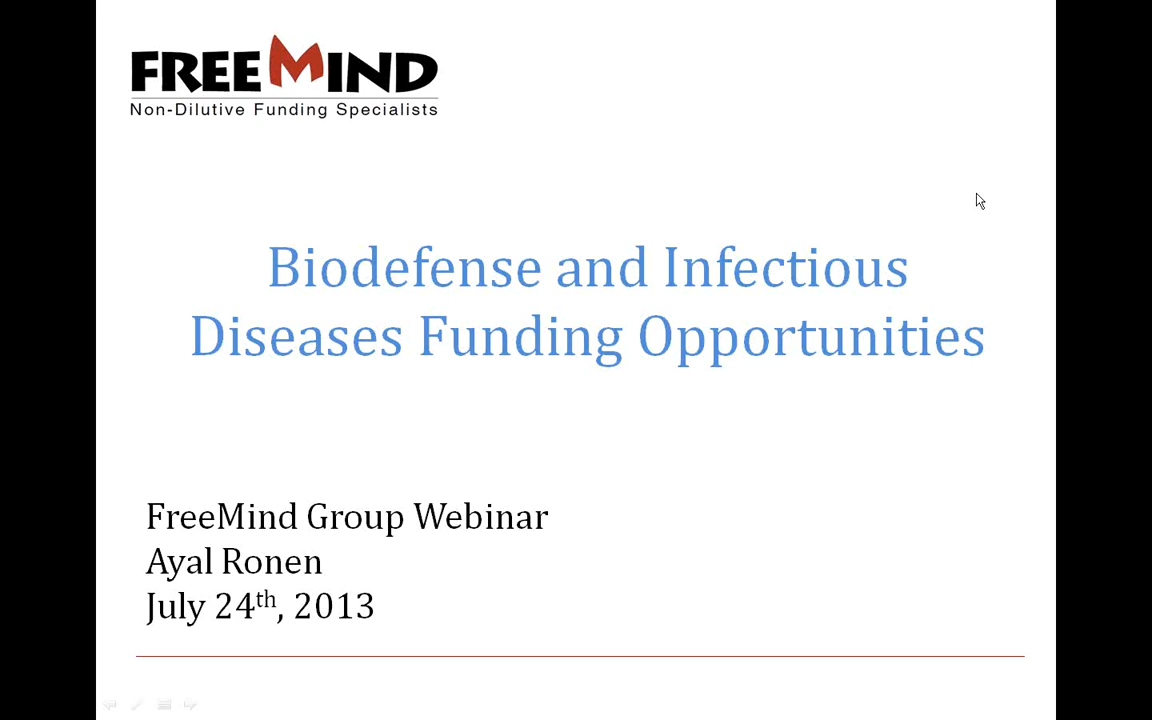 FREEMIND
Non-Dilutive Funding Specialists
Biodefense and Infectious
Diseases Funding Opportunities
FreeMind Group Webinar
Ayal Ronen
July 24th, 2013